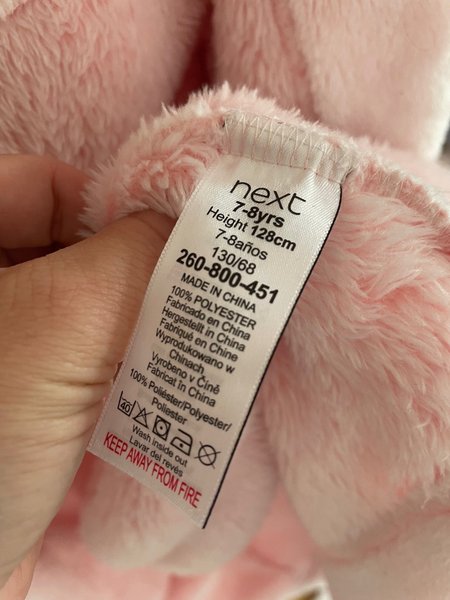 next
7-8yrs
Height 128cm
7-8años
130/68
260-800-451
MADE IN CHINA
100% POLYESTER
Fabricado en China
Hergestellt in China
Fabriqué en Chine
Wyprodukowano w
Chinach
Vyrobeno v Číně
Fabricat în China
100% Poliéster/Polyester/
Poliester
40
Wash Inside out
Lavar del revés
KEEP AWAY FROM FIRE